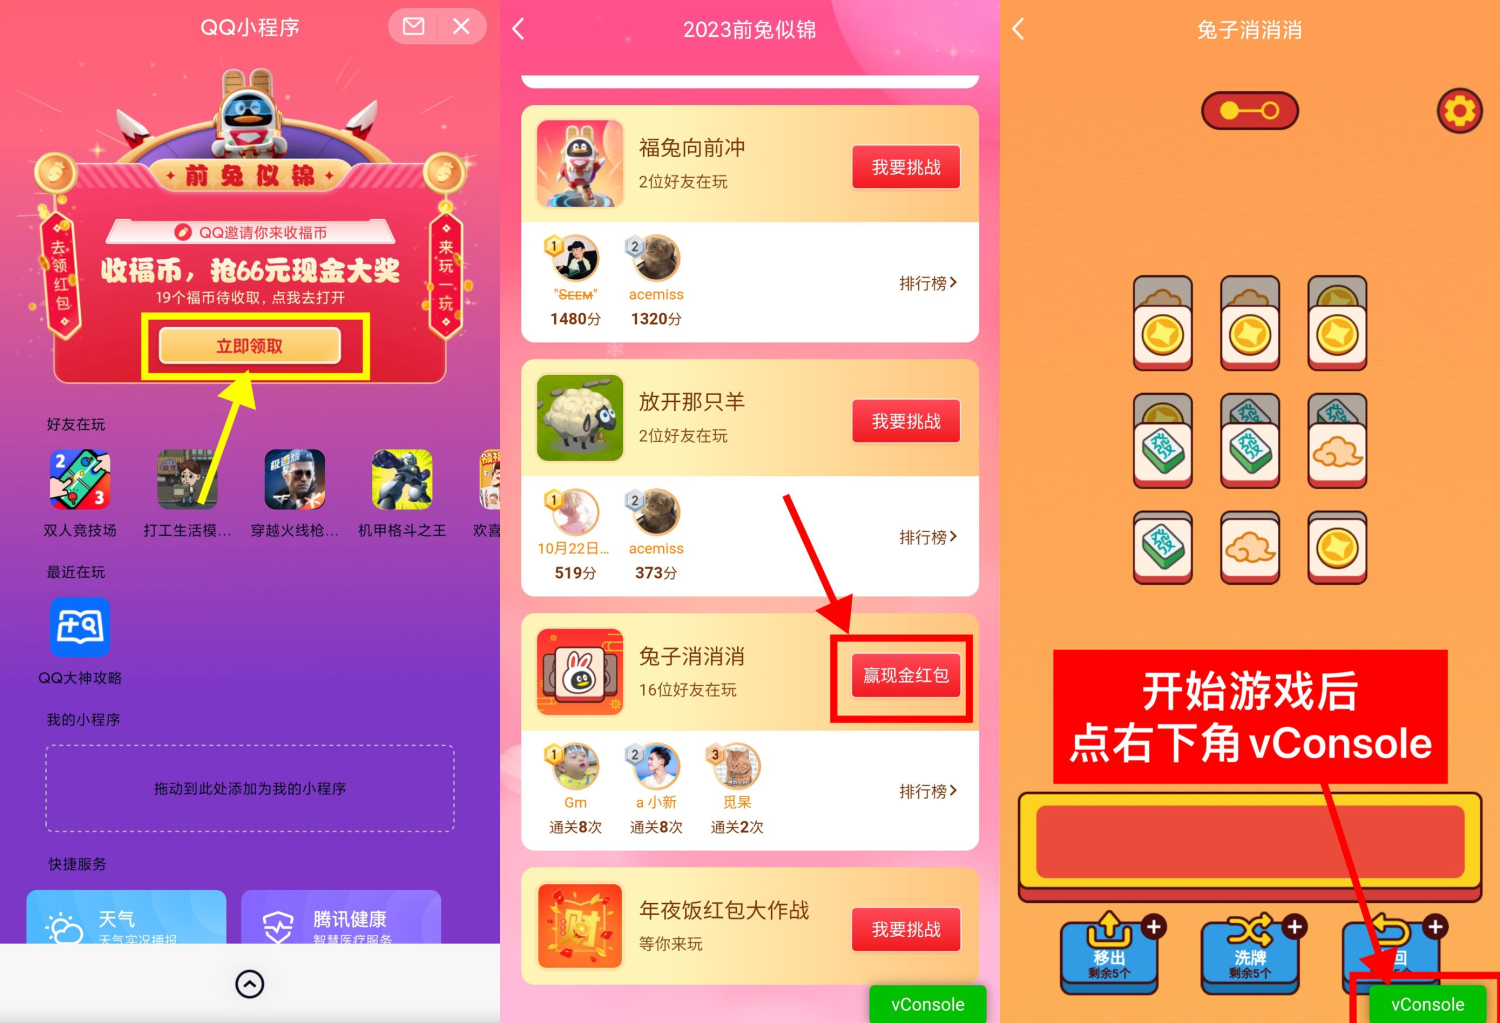 QQ小程序
前兔似锦
去领红包
来玩一玩
QQ邀请你来收福币
收福币，抢66元现金大奖
19个福币待收取，点我去打开
立即领取
好友在玩
2
3
双人竞技场
打工生活模...
穿越火线枪...
机甲格斗之王
欢喜
最近在玩
QQ大神攻略
我的小程序
拖动到此处添加为我的小程序
快捷服务
天气
天气实况播报
腾讯健康
智慧医疗服务
2023前兔似锦
福兔向前冲
2位好友在玩
我要挑战
1
2
"SEEM"
acemiss
1480分
1320分
排行榜
放开那只羊
2位好友在玩
我要挑战
1
2
10月22日...
acemiss
519分
373分
排行榜
兔子消消消
16位好友在玩
赢现金红包
1
2
3
Gm
a 小新
觅杲
通关8次
通关8次
通关2次
排行榜
年夜饭红包大作战
等你来玩
我要挑战
财
vConsole
兔子消消消
發
發
發
發
發
开始游戏后
点右下角vConsole
移出
剩余5个
洗牌
剩余5个
回
vConsole